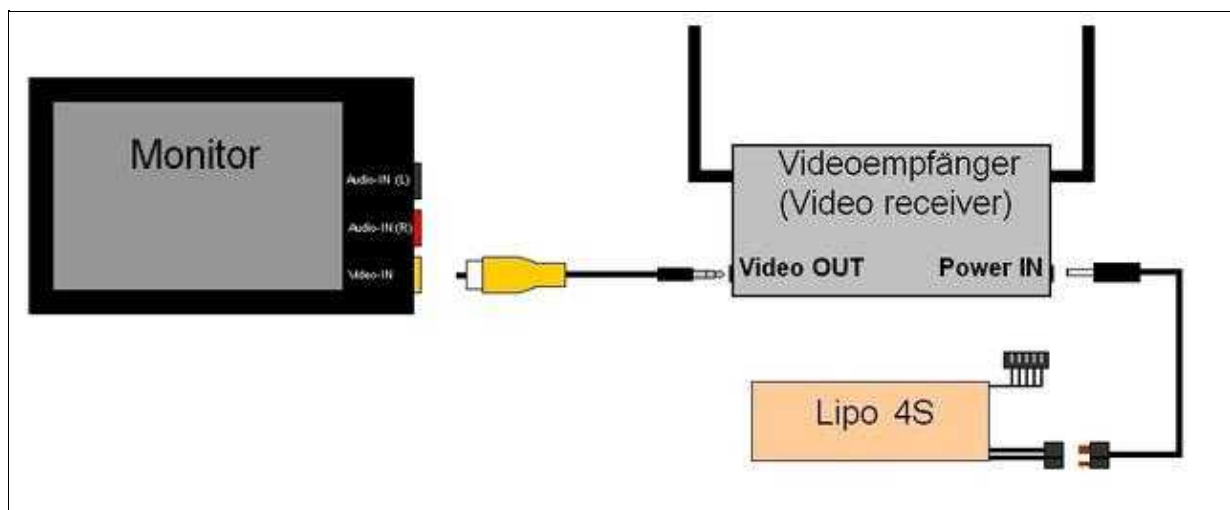 Monitor
Audio-IN (L)
Audio-IN (R)
Video-IN
Videoempfänger
(Video receiver)
Video OUT
Power IN
Lipo 4S